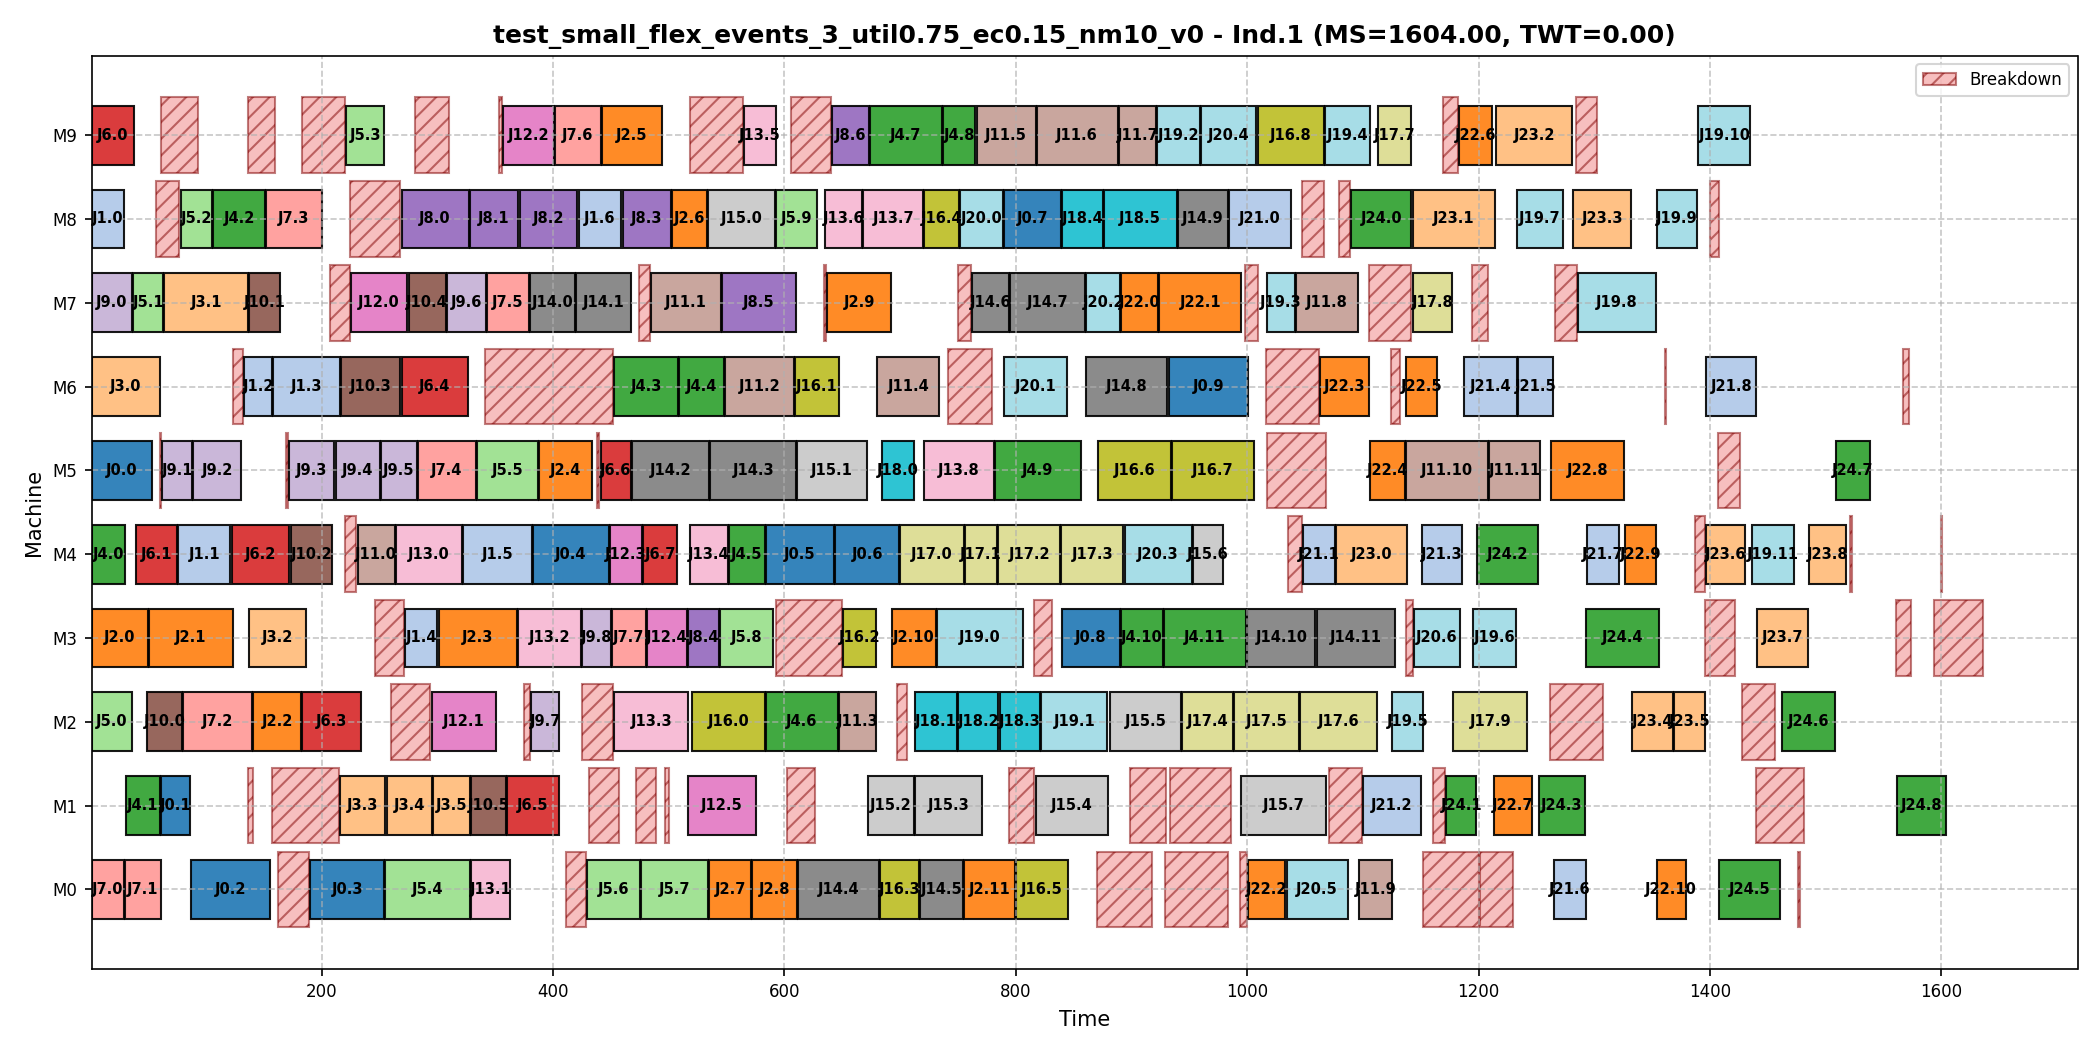 test_small_flex_events_3_util0.75_ec0.15_nm10_v0 - Ind.1 (MS=1604.00, TWT=0.00)
Breakdown
M9 J6.0 J5.3 J12.2 J7.6 J2.5 J13.5 J8.6 J4.7 J4.8 J11.5 J11.6 J11.7 J19.2 J20.4 J16.8 J19.4 J17.7 J22.6 J23.2 J19.10
M8 J1.0 J5.2 J4.2 J7.3 J8.0 J8.1 J8.2 J1.6 J8.3 J2.6 J15.0 J5.9 J13.6 J13.7 J16.4 J20.0 J0.7 J18.4 J18.5 J14.9 J21.0 J24.0 J23.1 J19.7 J23.3 J19.9
M7 J9.0 J5.1 J3.1 J10.1 J12.0 J10.4 J9.6 J7.5 J14.0 J14.1 J11.1 J8.5 J2.9 J14.6 J14.7 J20.2 J22.0 J22.1 J19.3 J11.8 J17.8 J19.8
M6 J3.0 J1.2 J1.3 J10.3 J6.4 J4.3 J4.4 J11.2 J16.1 J11.4 J20.1 J14.8 J0.9 J22.3 J22.5 J21.4 J21.5 J21.8
M5 J0.0 J9.1 J9.2 J9.3 J9.4 J9.5 J7.4 J5.5 J2.4 J6.6 J14.2 J14.3 J15.1 J18.0 J13.8 J4.9 J16.6 J16.7 J22.4 J11.10 J11.11 J22.8 J24.7
M4 J4.0 J6.1 J1.1 J6.2 J10.2 J11.0 J13.0 J1.5 J0.4 J12.3 J6.7 J13.4 J4.5 J0.5 J0.6 J17.0 J17.1 J17.2 J17.3 J20.3 J15.6 J21.1 J23.0 J21.3 J24.2 J21.7 J22.9 J23.6 J19.11 J23.8
M3 J2.0 J2.1 J3.2 J1.4 J2.3 J13.2 J9.8 J7.7 J12.4 J8.4 J5.8 J16.2 J2.10 J19.0 J0.8 J4.10 J4.11 J14.10 J14.11 J20.6 J19.6 J24.4 J23.7
M2 J5.0 J10.0 J7.2 J2.2 J6.3 J12.1 J9.7 J13.3 J16.0 J4.6 J11.3 J18.1 J18.2 J18.3 J19.1 J15.5 J17.4 J17.5 J17.6 J19.5 J17.9 J23.4 J23.5 J24.6
M1 J4.1 J0.1 J3.3 J3.4 J3.5 J10.5 J6.5 J12.5 J15.2 J15.3 J15.4 J15.7 J21.2 J24.1 J22.7 J24.3 J24.8
M0 J7.0 J7.1 J0.2 J0.3 J5.4 J13.1 J5.6 J5.7 J2.7 J2.8 J14.4 J16.3 J14.5 J2.11 J16.5 J22.2 J20.5 J11.9 J21.6 J22.10 J24.5
Machine
200 400 600 800 1000 1200 1400 1600
Time